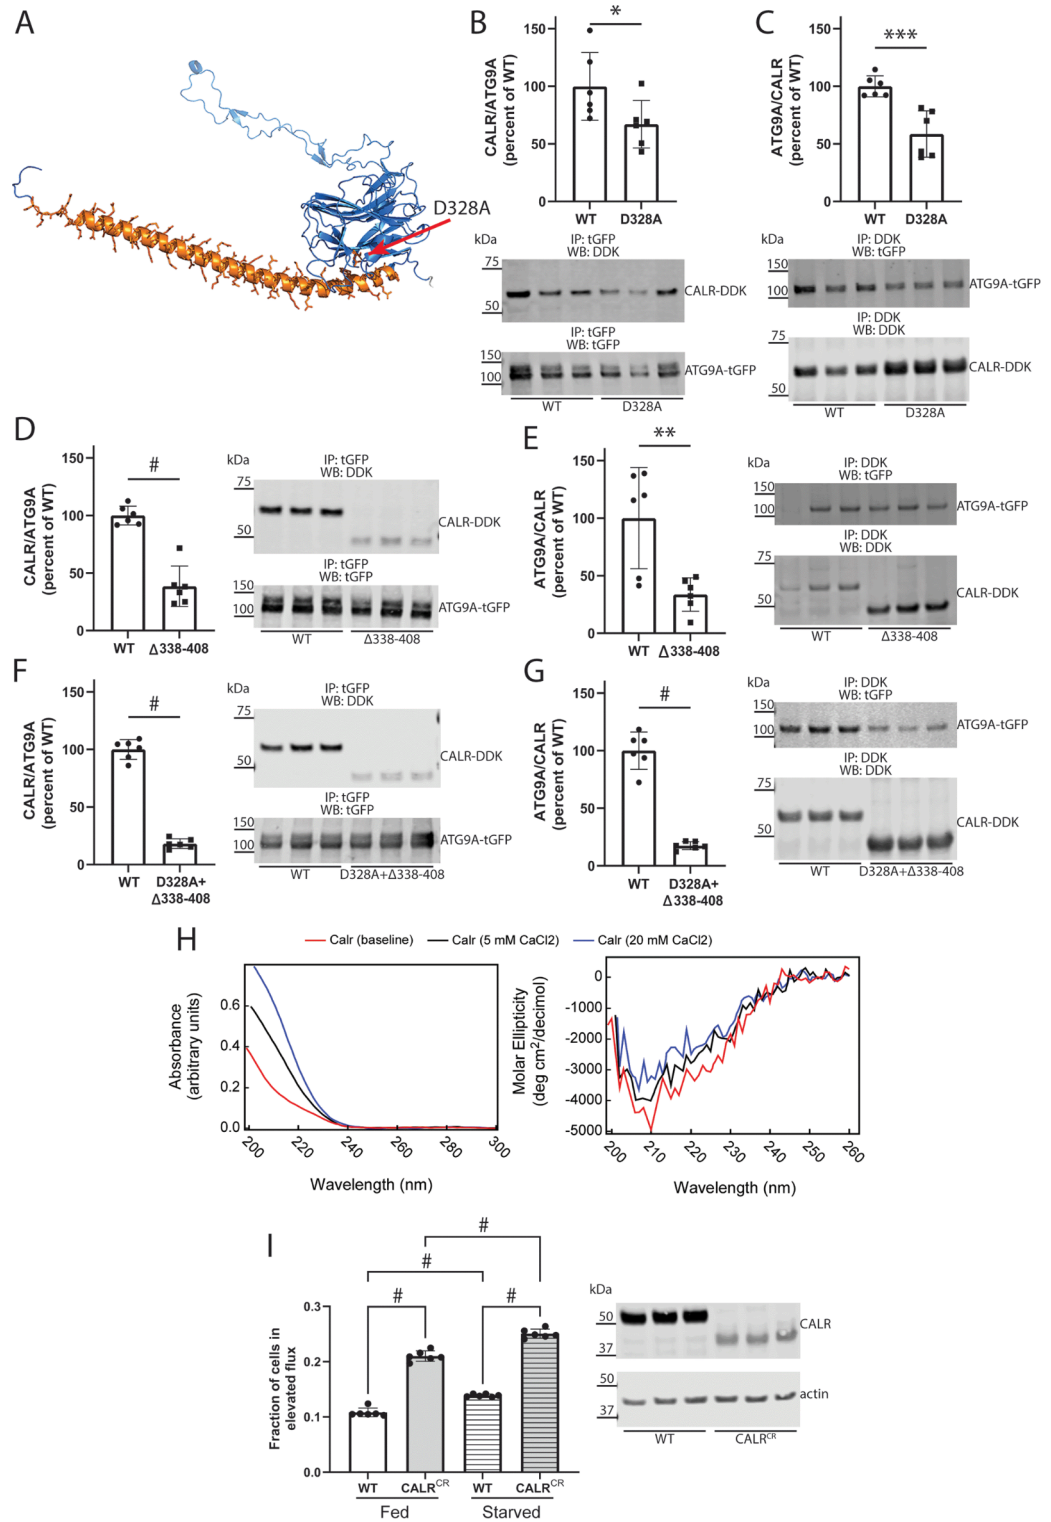 A
D328A
B
*
CALR/ATG9A
(percent of WT)
150
100
50
0
WT D328A
kDa
IP: tGFP
WB: DDK
75
50
CALR-DDK
IP: tGFP
WB: tGFP
150
100
ATG9A-tGFP
WT D328A
C
***
ATG9A/CALR
(percent of WT)
150
100
50
0
WT D328A
kDa
IP: DDK
WB: tGFP
150
100
ATG9A-tGFP
IP: DDK
WB: DDK
75
50
CALR-DDK
WT D328A
D
#
CALR/ATG9A
(percent of WT)
150
100
50
0
WT Δ338-408
kDa
IP: tGFP
WB: DDK
75
50
CALR-DDK
IP: tGFP
WB: tGFP
150
100
ATG9A-tGFP
WT Δ338-408
E
**
ATG9A/CALR
(percent of WT)
150
100
50
0
WT Δ338-408
kDa
IP: DDK
WB: tGFP
150
100
ATG9A-tGFP
IP: DDK
WB: DDK
75
50
CALR-DDK
WT Δ338-408
F
#
CALR/ATG9A
(percent of WT)
150
100
50
0
WT D328A+
Δ338-408
kDa
IP: tGFP
WB: DDK
75
50
CALR-DDK
IP: tGFP
WB: tGFP
150
100
ATG9A-tGFP
WT D328A+Δ338-408
G
#
ATG9A/CALR
(percent of WT)
150
100
50
0
WT D328A+
Δ338-408
kDa
IP: DDK
WB: tGFP
150
100
ATG9A-tGFP
IP: DDK
WB: DDK
75
50
CALR-DDK
WT D328A+Δ338-408
H
Calr (baseline) Calr (5 mM CaCl2) Calr (20 mM CaCl2)
Absorbance
(arbitrary units)
0.6
0.4
0.2
0.0
200 220 240 260 280 300
Wavelength (nm)
Molar Ellipticity
(deg cm²/decimol)
0
-1000
-2000
-3000
-4000
-5000
200 210 220 230 240 250 260
Wavelength (nm)
I
#
#
# #
Fraction of cells in
elevated flux
0.3
0.2
0.1
0.0
WT CALRᶜᴿ WT CALRᶜᴿ
Fed Starved
kDa
50
37
CALR
50
37
actin
WT CALRᶜᴿ